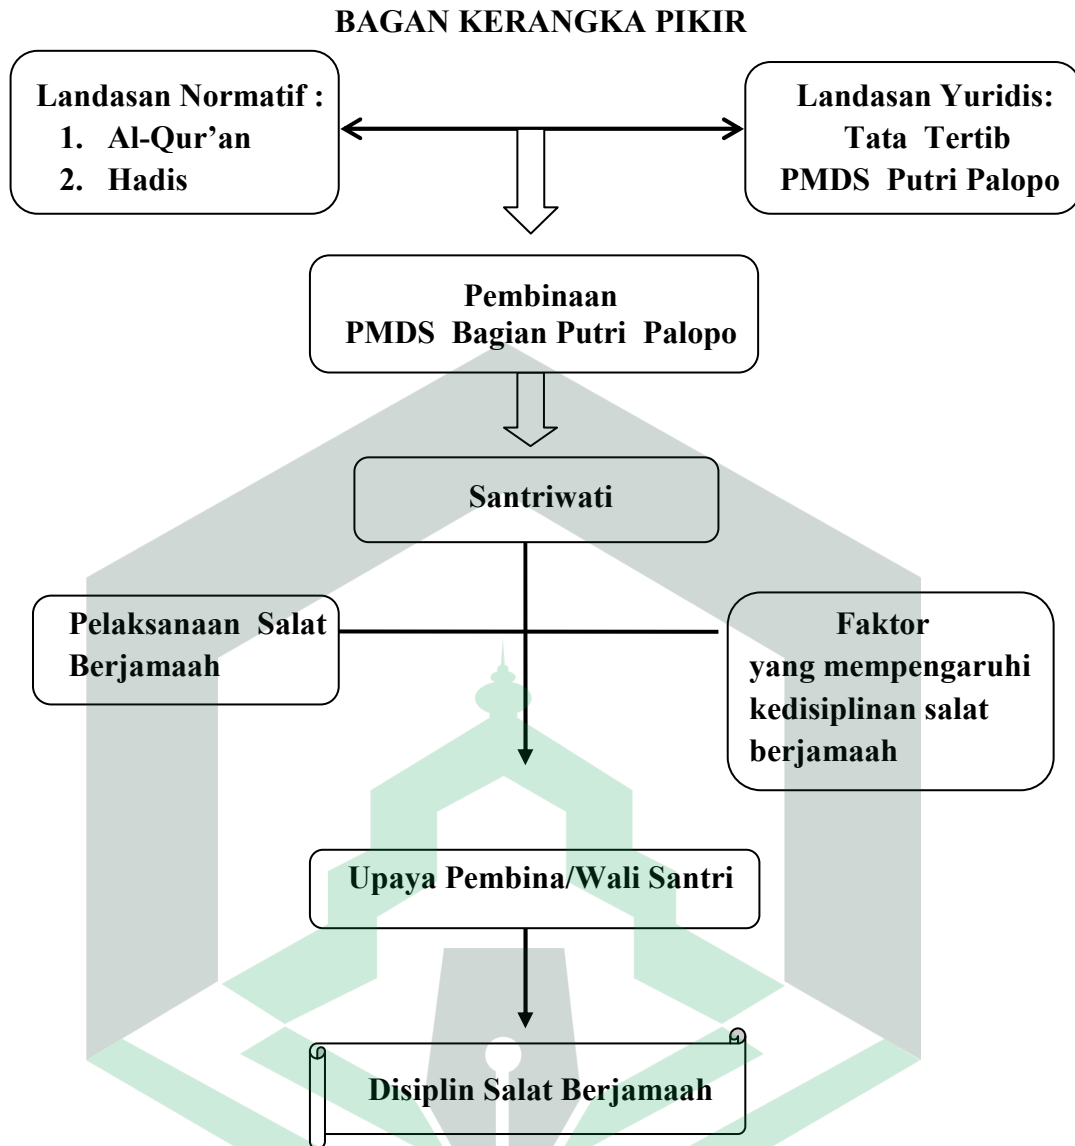 BAGAN KERANGKA PIKIR
Landasan Normatif :
1. Al-Qur’an
2. Hadis
Landasan Yuridis:
Tata Tertib
PMDS Putri Palopo
Pembinaan
PMDS Bagian Putri Palopo
Santriwati
Pelaksanaan Salat
Berjamaah
Faktor
yang mempengaruhi
kedisiplinan salat
berjamaah
Upaya Pembina/Wali Santri
Disiplin Salat Berjamaah